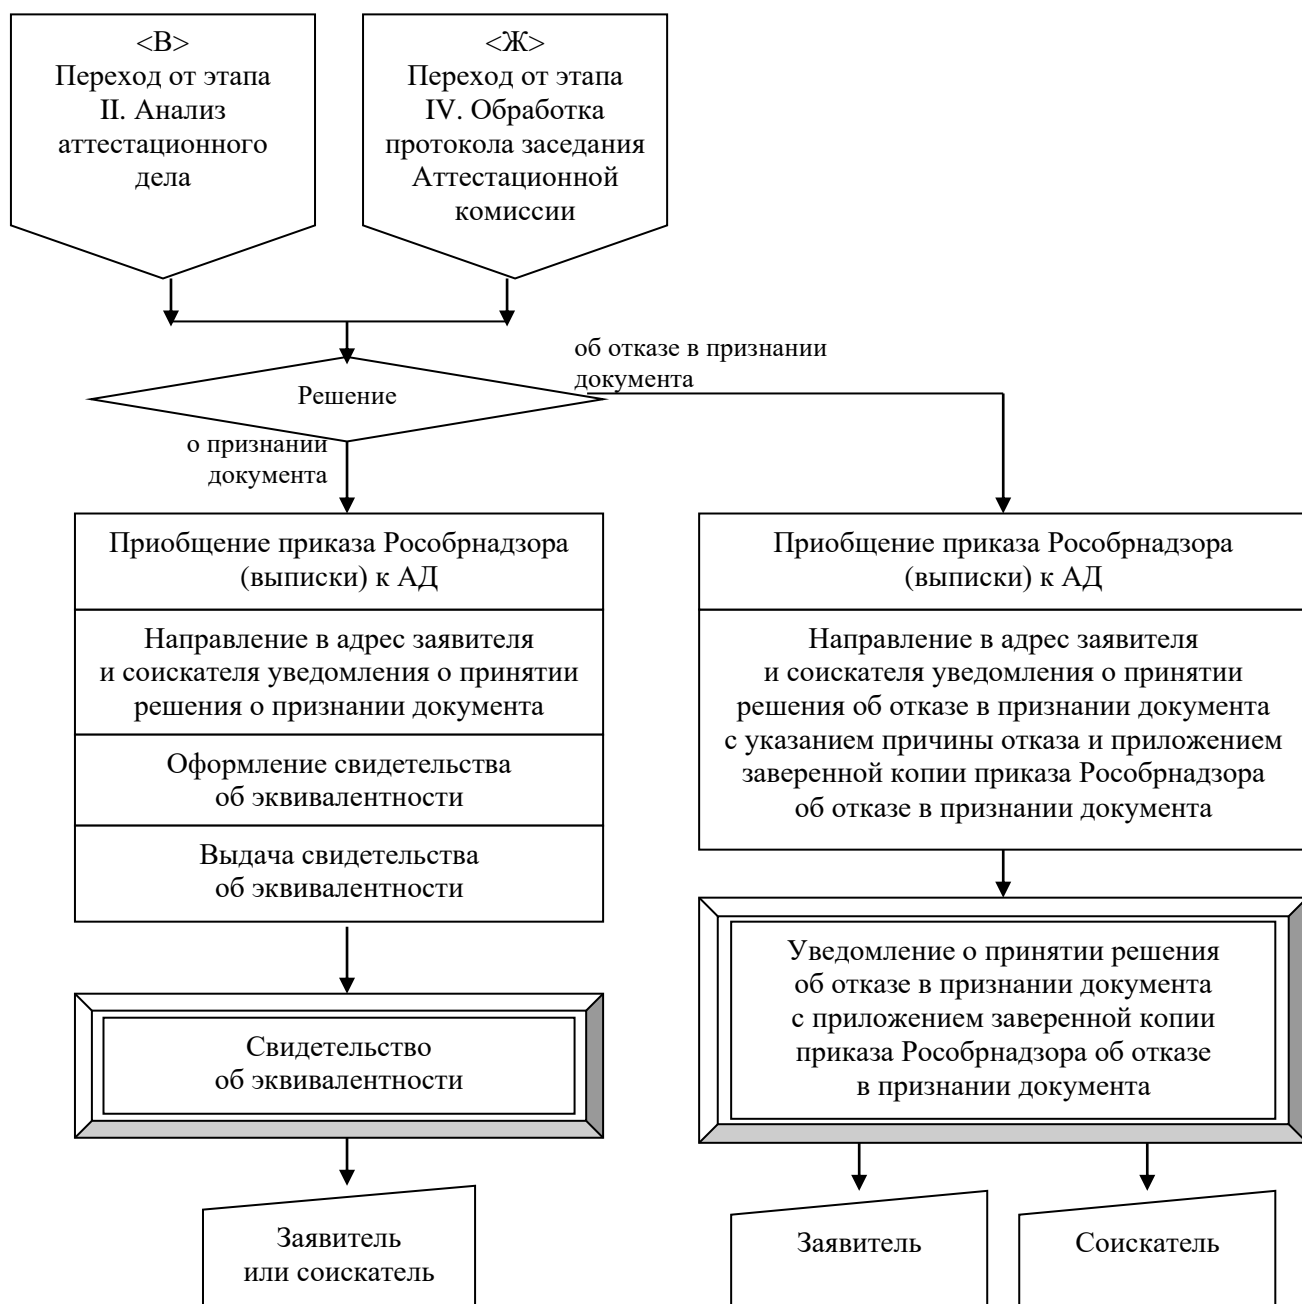 <В>
Переход от этапа
II. Анализ
аттестационного
дела
<Ж>
Переход от этапа
IV. Обработка
протокола заседания
Аттестационной
комиссии
об отказе в признании
документа
Решение
о признании
документа
Приобщение приказа Рособрнадзора
(выписки) к АД
Направление в адрес заявителя
и соискателя уведомления о принятии
решения о признании документа
Оформление свидетельства
об эквивалентности
Выдача свидетельства
об эквивалентности
Свидетельство
об эквивалентности
Заявитель
или соискатель
Приобщение приказа Рособрнадзора
(выписки) к АД
Направление в адрес заявителя
и соискателя уведомления о принятии
решения об отказе в признании документа
с указанием причины отказа и приложением
заверенной копии приказа Рособрнадзора
об отказе в признании документа
Уведомление о принятии решения
об отказе в признании документа
с приложением заверенной копии
приказа Рособрнадзора об отказе
в признании документа
Заявитель
Соискатель